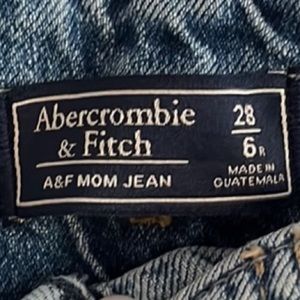 Abercrombie
& Fitch
A&F MOM JEAN
28
6R
MADE IN
GUATEMALA